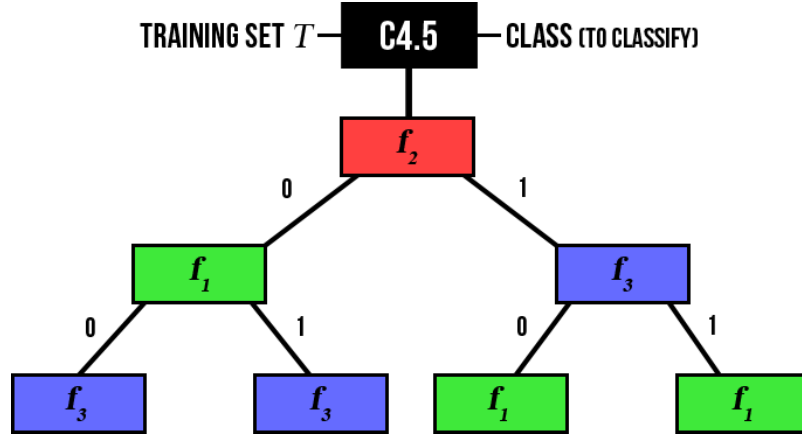 TRAINING SET T
C4.5
CLASS (TO CLASSIFY)
f₂
0
1
f₁
f₃
0
1
0
1
f₃
f₃
f₁
f₁